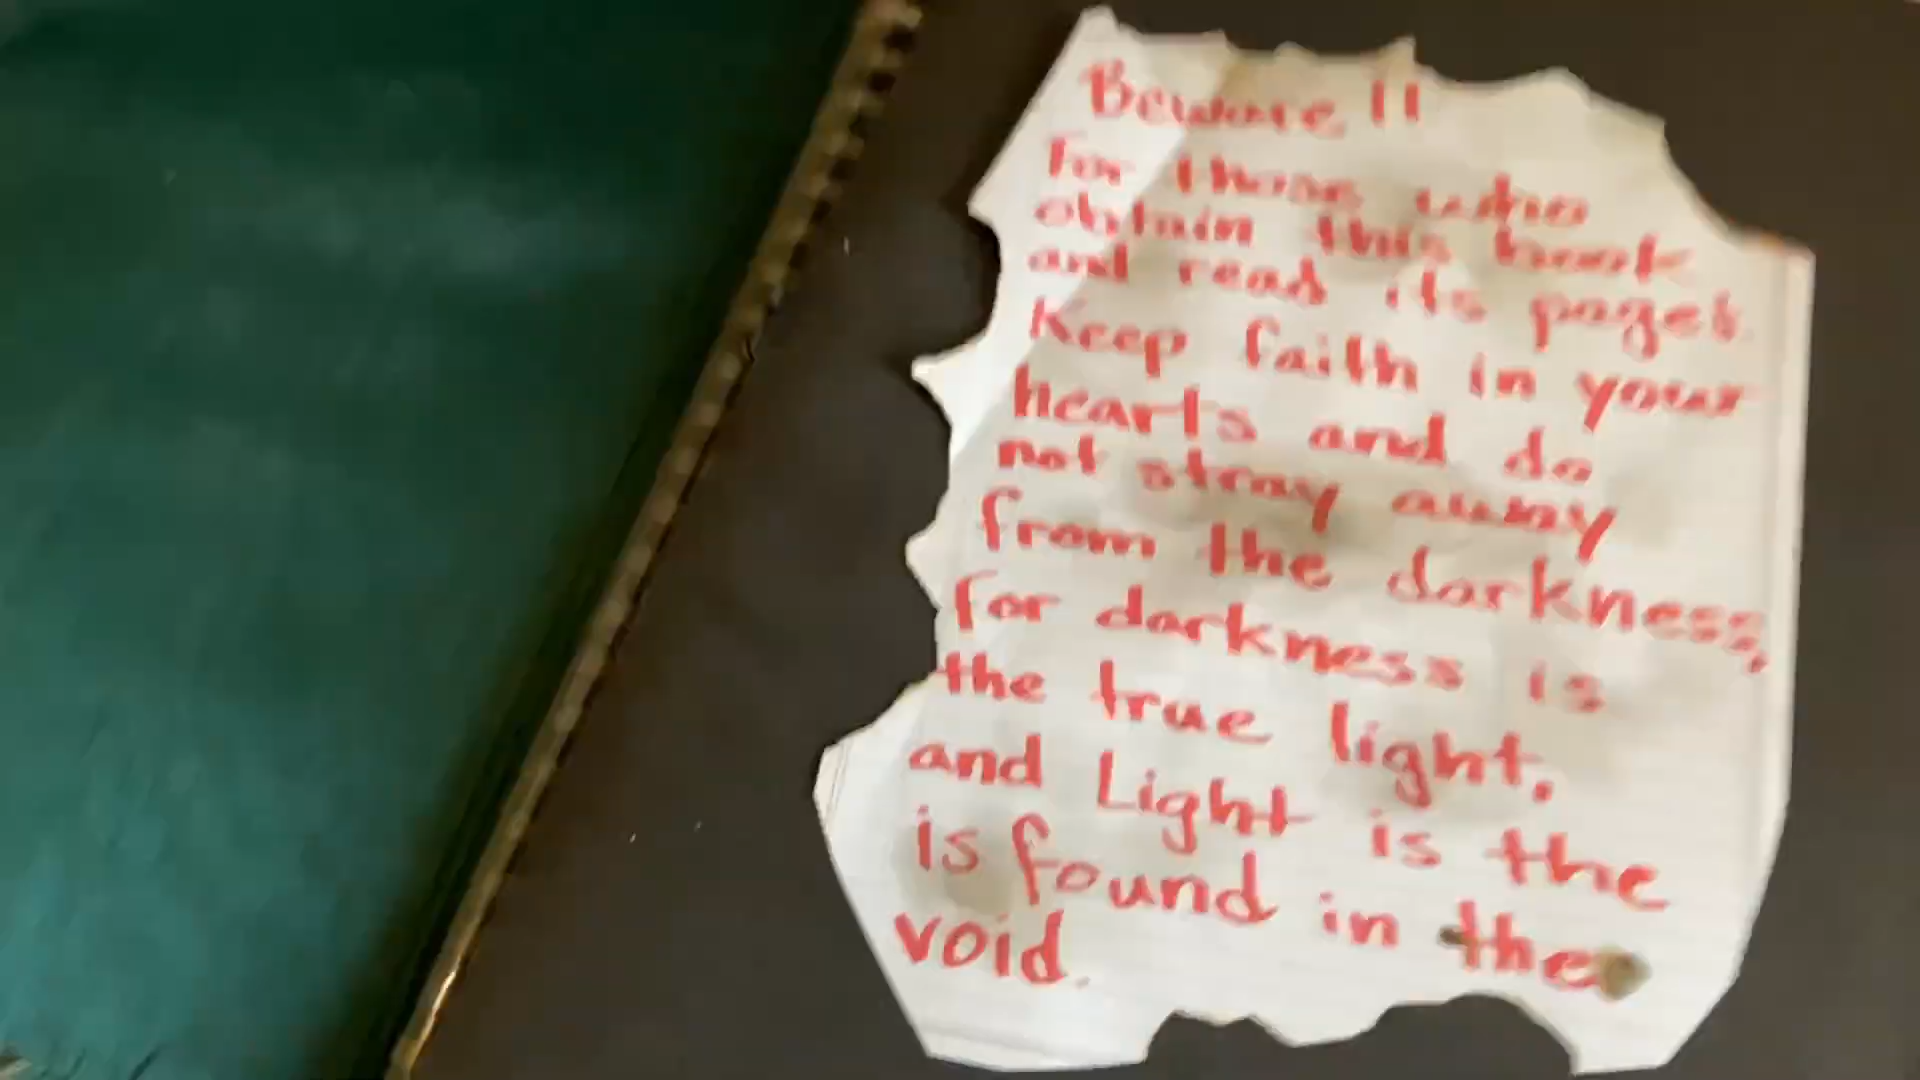 Beware !!
For those who
obtain this book
and read its pages.
Keep faith in your
hearts and do
not stray away
from the darkness,
for darkness is
the true light,
and Light is the
is found in the
void.